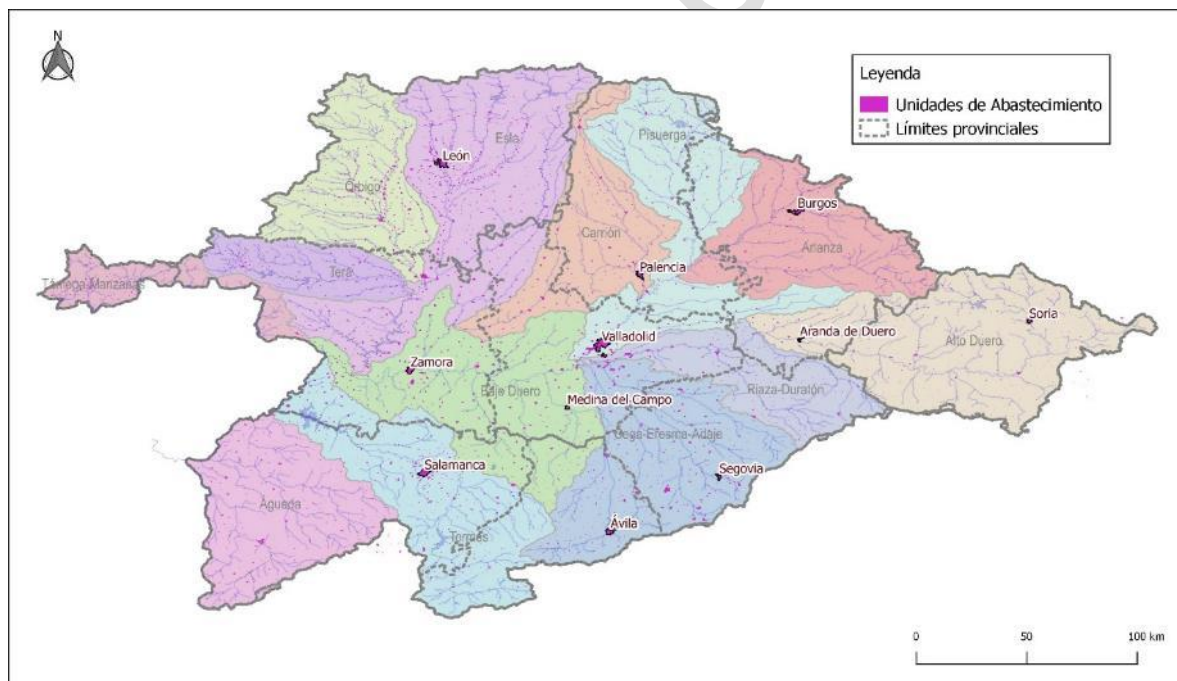 N
Leyenda
Unidades de Abastecimiento
Límites provinciales
Esla
Pisuerga
León
Órbigo
Burgos
Carrión
Arlanza
Tera
Palencia
Támega-Manzanas
Soria
Aranda de Duero
Valladolid
Alto Duero
Zamora
Riaza-Duratón
Bajo Duero
Medina del Campo
Cega-Eresma-Adaja
Salamanca
Segovia
Águeda
Ávila
Tormes
0 50 100 km